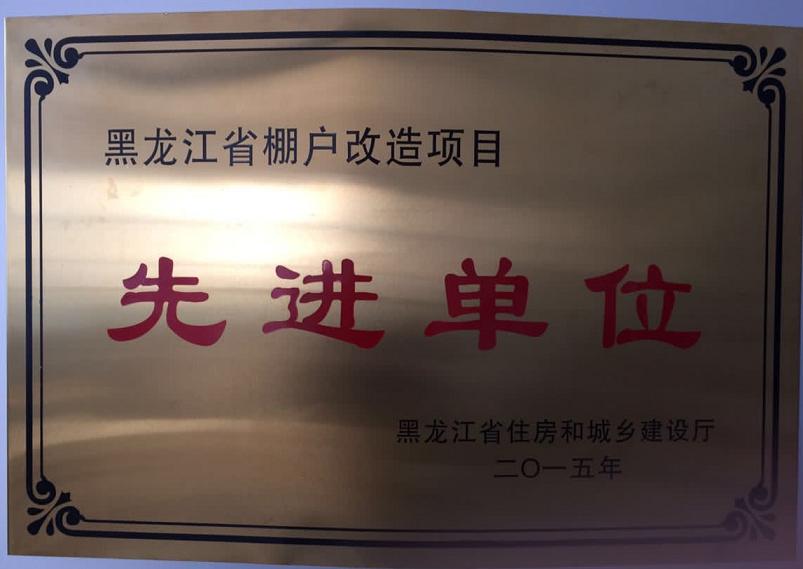 黑龙江省棚户改造项目
先进单位
黑龙江省住房和城乡建设厅
二〇一五年